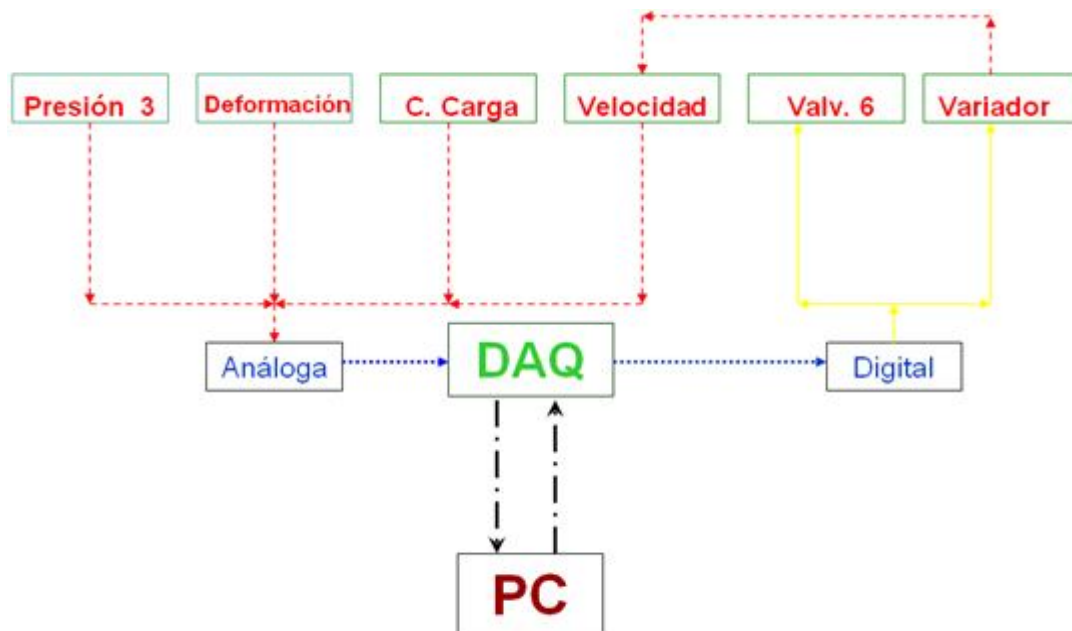 Presión 3
Deformación
C. Carga
Velocidad
Valv. 6
Variador
Análoga
DAQ
Digital
PC